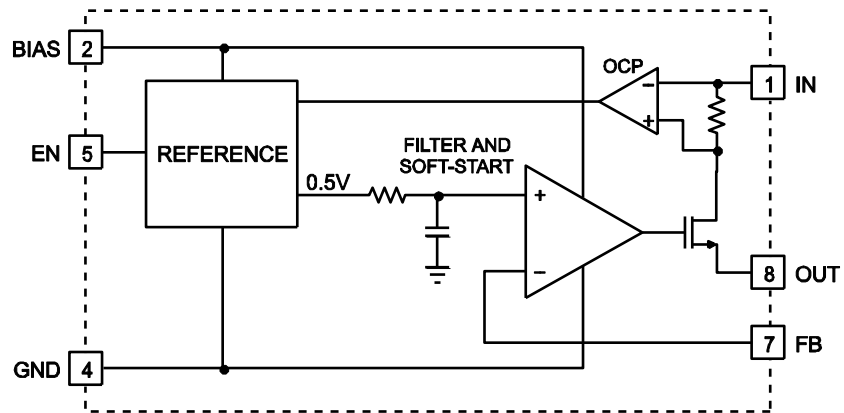 BIAS 2
OCP
1 IN
EN 5
REFERENCE
FILTER AND
SOFT-START
0.5V
− +
+ −
8 OUT
7 FB
GND 4